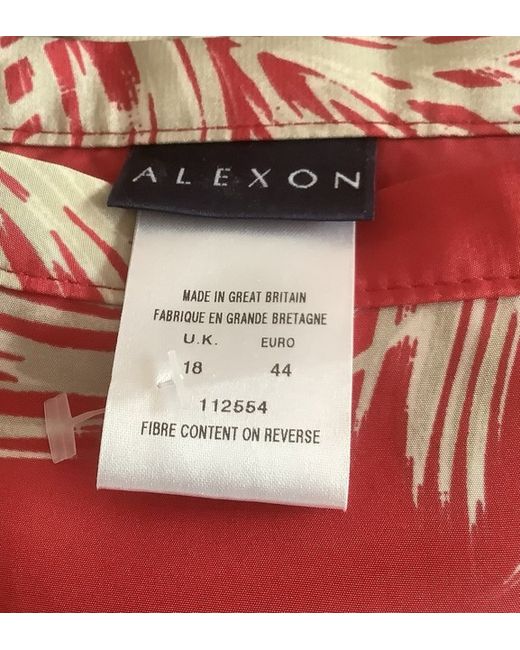 ALEXON
MADE IN GREAT BRITAIN
FABRIQUE EN GRANDE BRETAGNE
U.K. EURO
18 44
112554
FIBRE CONTENT ON REVERSE